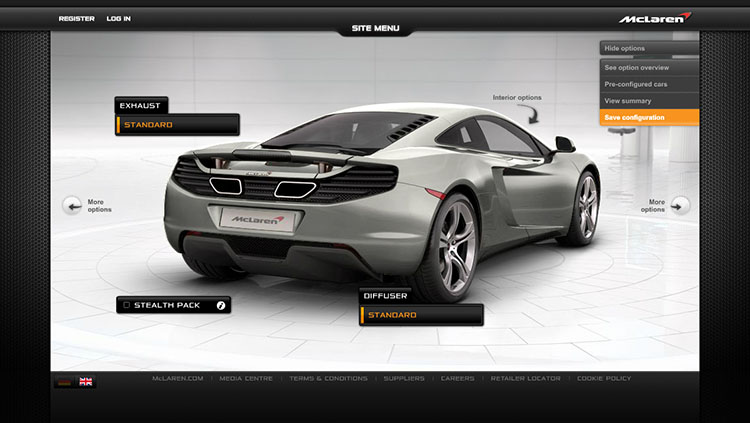 REGISTER LOG IN
SITE MENU
McLaren
Hide options
See option overview
Pre-configured cars
View summary
Save configuration
Interior options
EXHAUST
STANDARD
More options
More options
McLaren
STEALTH PACK i
DIFFUSER
STANDARD
McLAREN.COM | MEDIA CENTRE | TERMS & CONDITIONS | SUPPLIERS | CAREERS | RETAILER LOCATOR | COOKIE POLICY